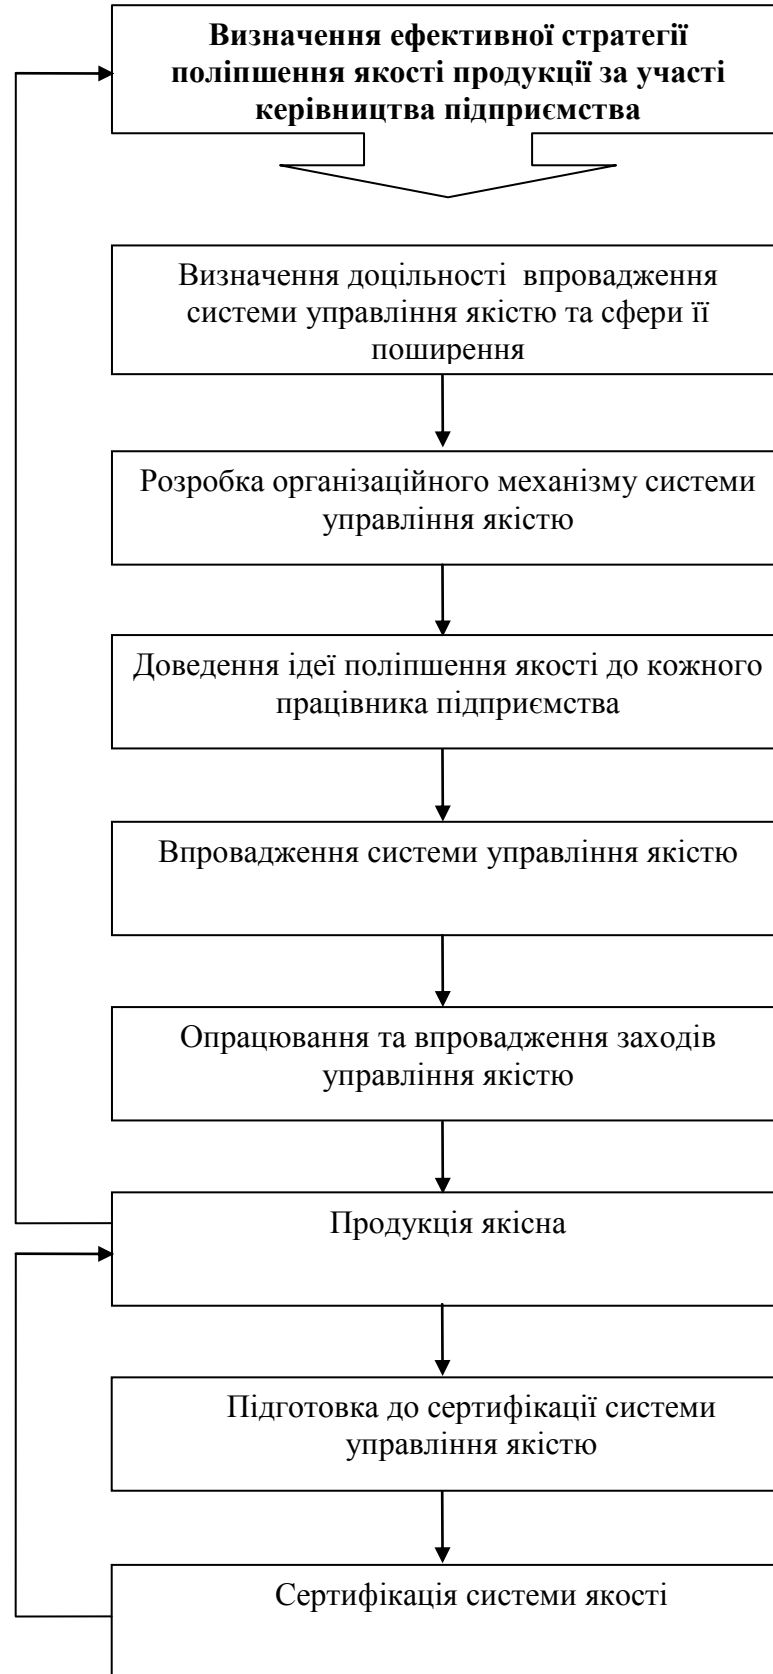 Визначення ефективної стратегії
поліпшення якості продукції за участі
керівництва підприємства
Визначення доцільності впровадження
системи управління якістю та сфери її
поширення
Розробка організаційного механізму системи
управління якістю
Доведення ідеї поліпшення якості до кожного
працівника підприємства
Впровадження системи управління якістю
Опрацювання та впровадження заходів
управління якістю
Продукція якісна
Підготовка до сертифікації системи
управління якістю
Сертифікація системи якості